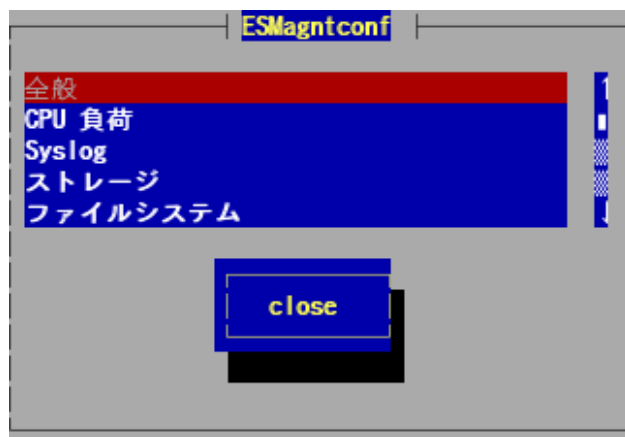 ESMagntconf
全般
CPU 負荷
Syslog
ストレージ
ファイルシステム
close